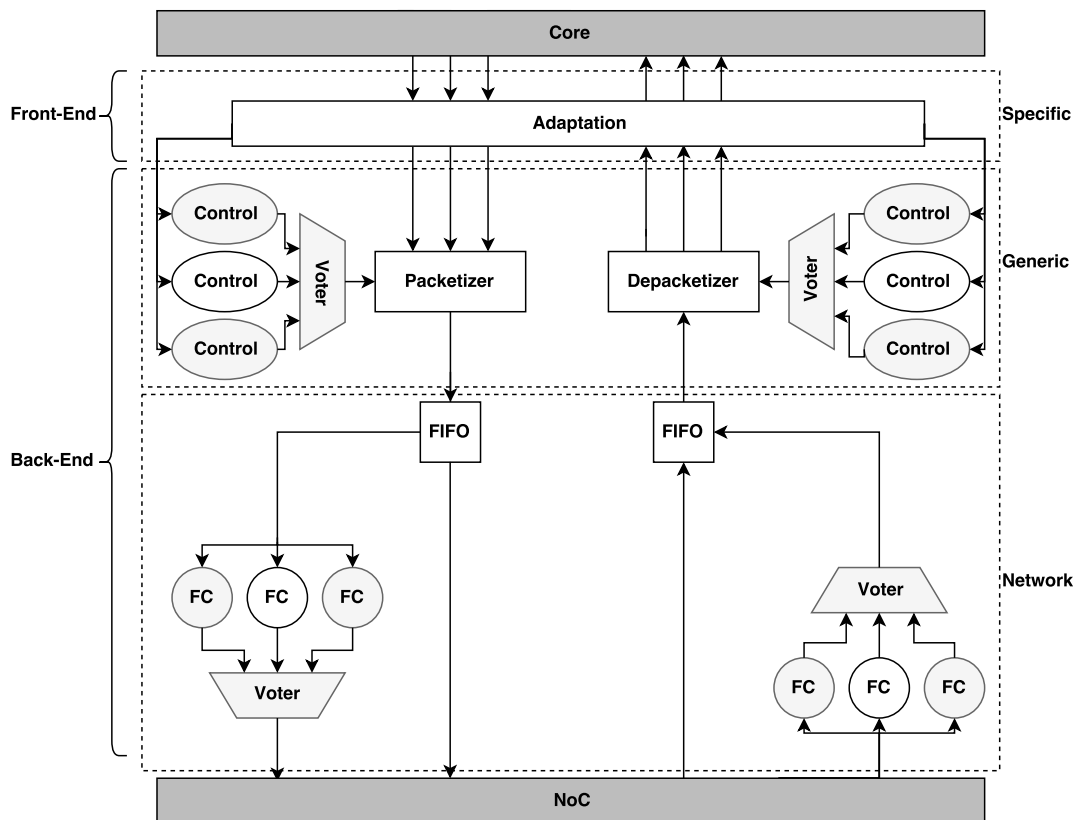 Core
Front-End
Adaptation
Specific
Control
Control
Voter
Control
Packetizer
Depacketizer
Voter
Control
Control
Control
Generic
Back-End
FIFO
FIFO
FC
FC
FC
Voter
Voter
FC
FC
FC
Network
NoC